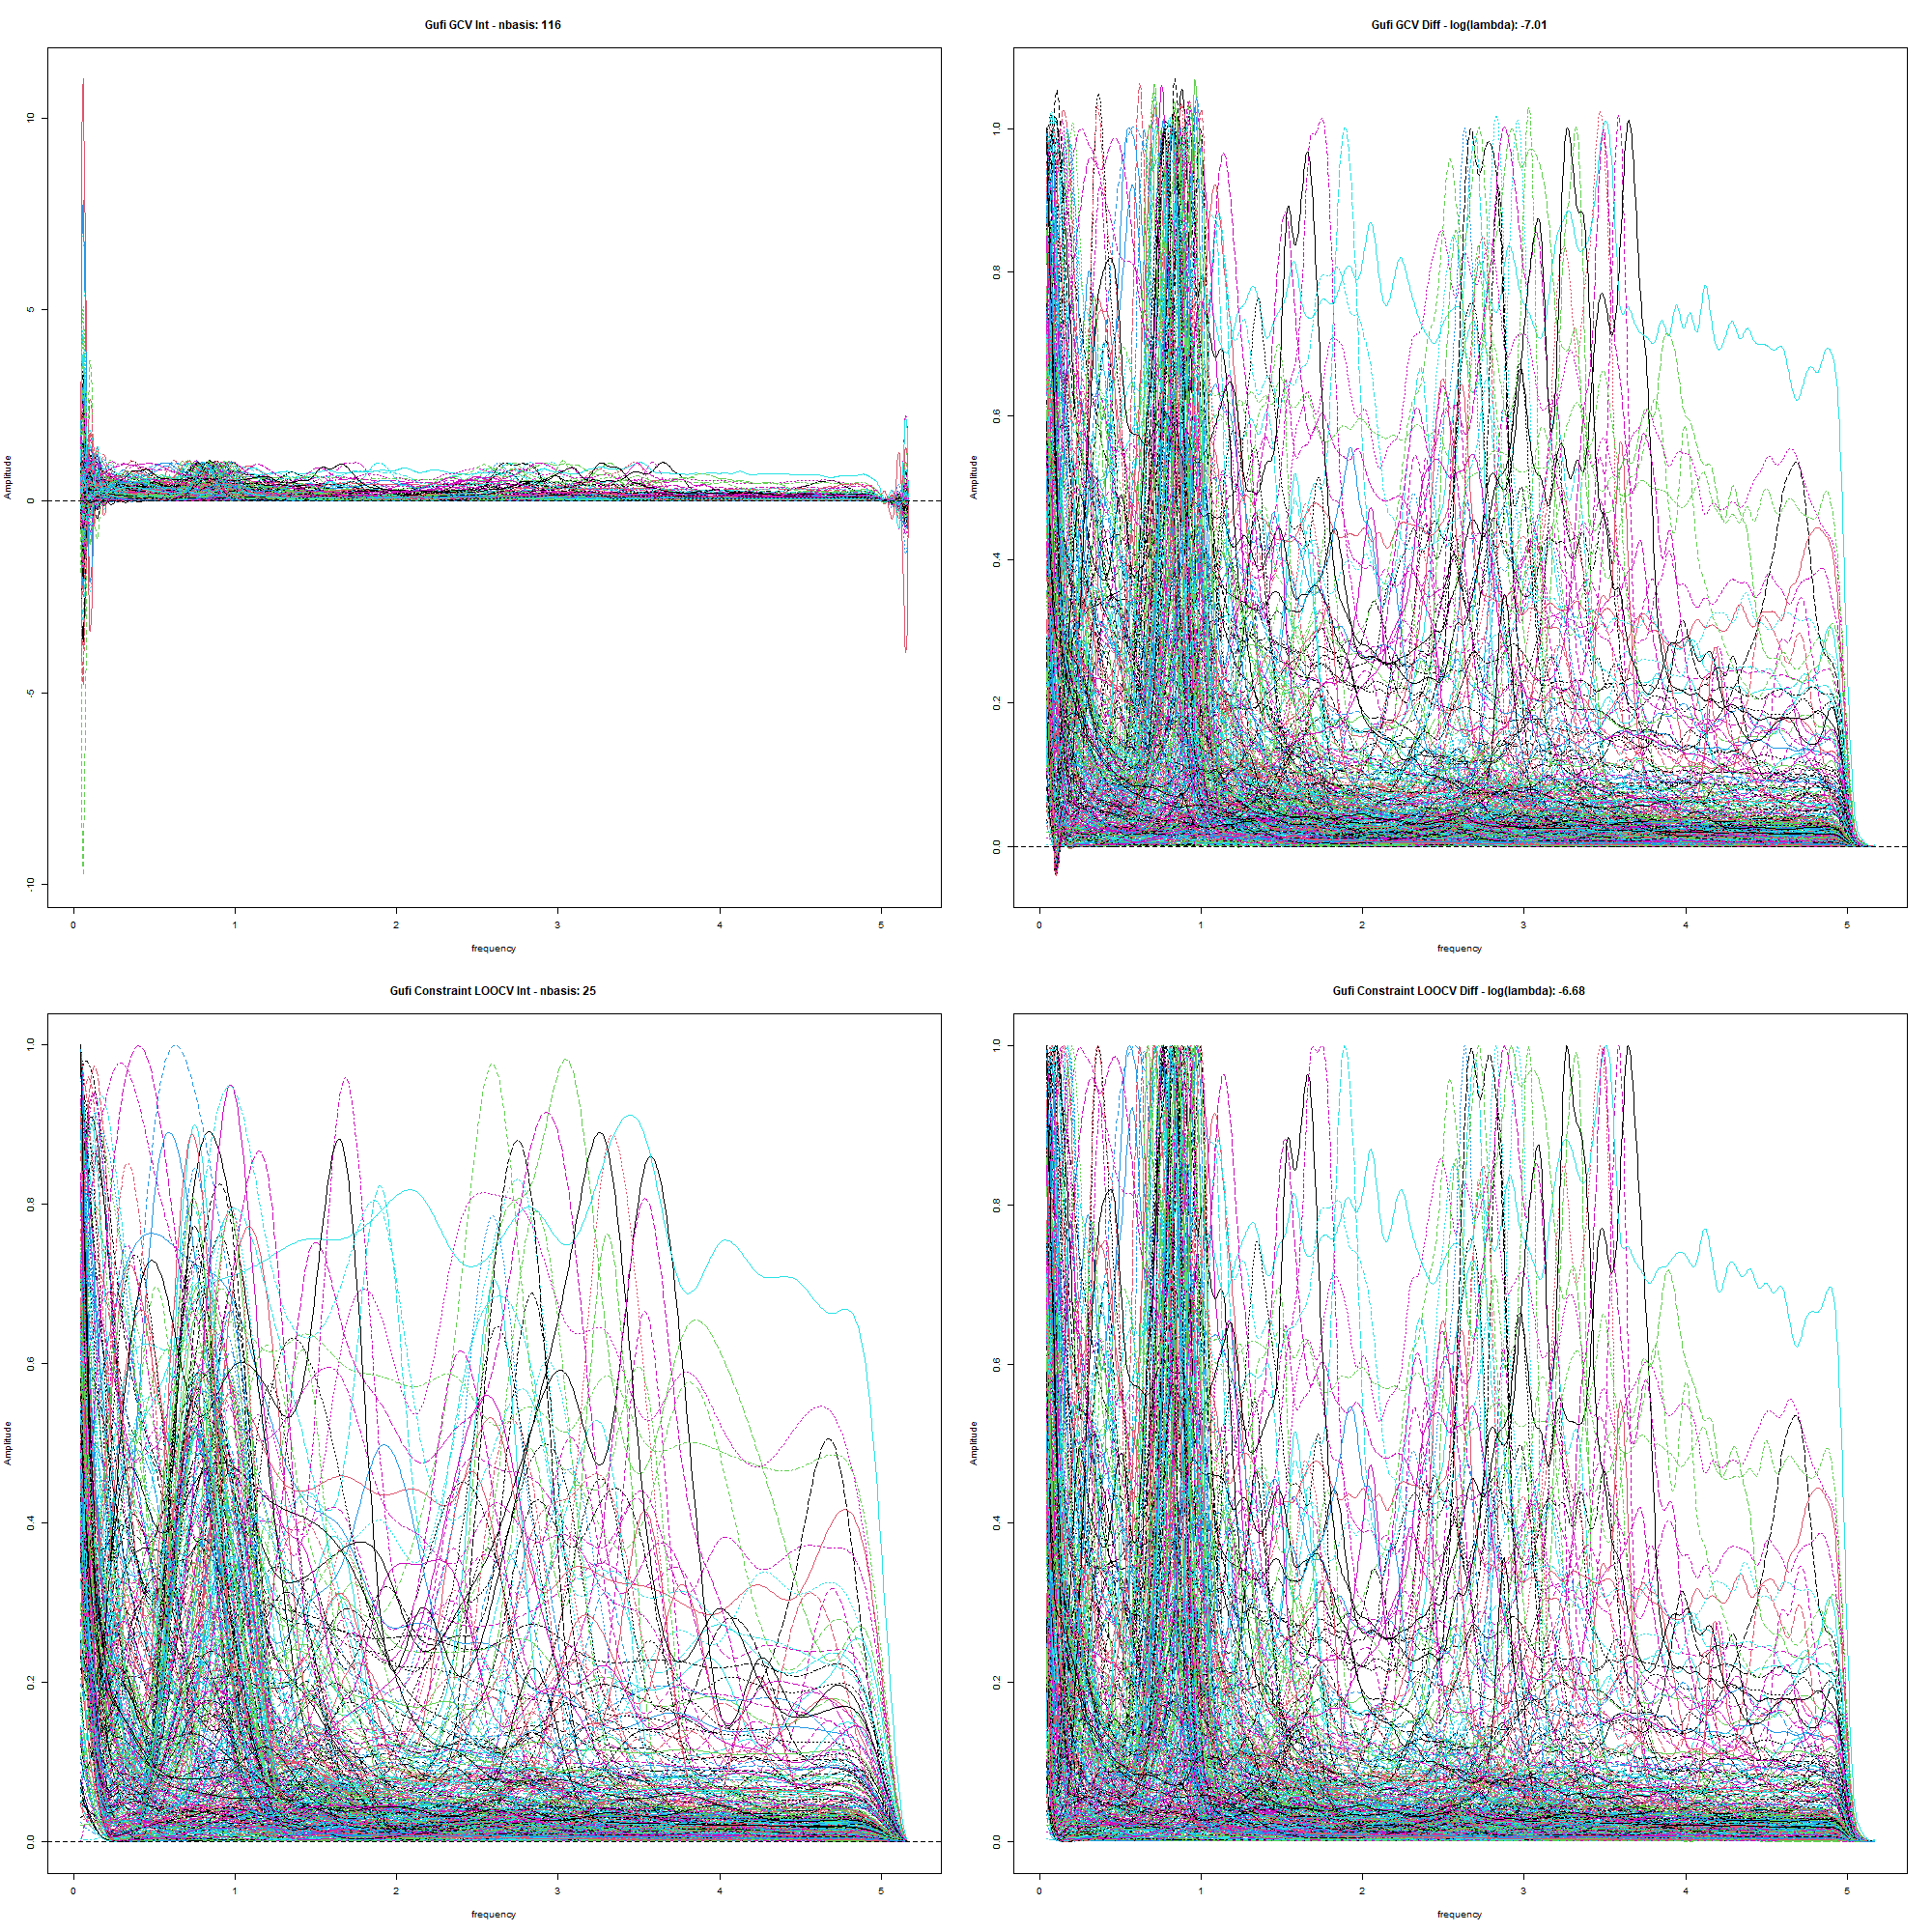 Gufi GCV Int - nbasis: 116
Amplitude
10
5
0
-5
-10
0 1 2 3 4 5
frequency
Gufi GCV Diff - log(lambda): -7.01
Amplitude
1.0
0.8
0.6
0.4
0.2
0.0
0 1 2 3 4 5
frequency
Gufi Constraint LOOCV Int - nbasis: 25
Amplitude
1.0
0.8
0.6
0.4
0.2
0.0
0 1 2 3 4 5
frequency
Gufi Constraint LOOCV Diff - log(lambda): -6.68
Amplitude
1.0
0.8
0.6
0.4
0.2
0.0
0 1 2 3 4 5
frequency